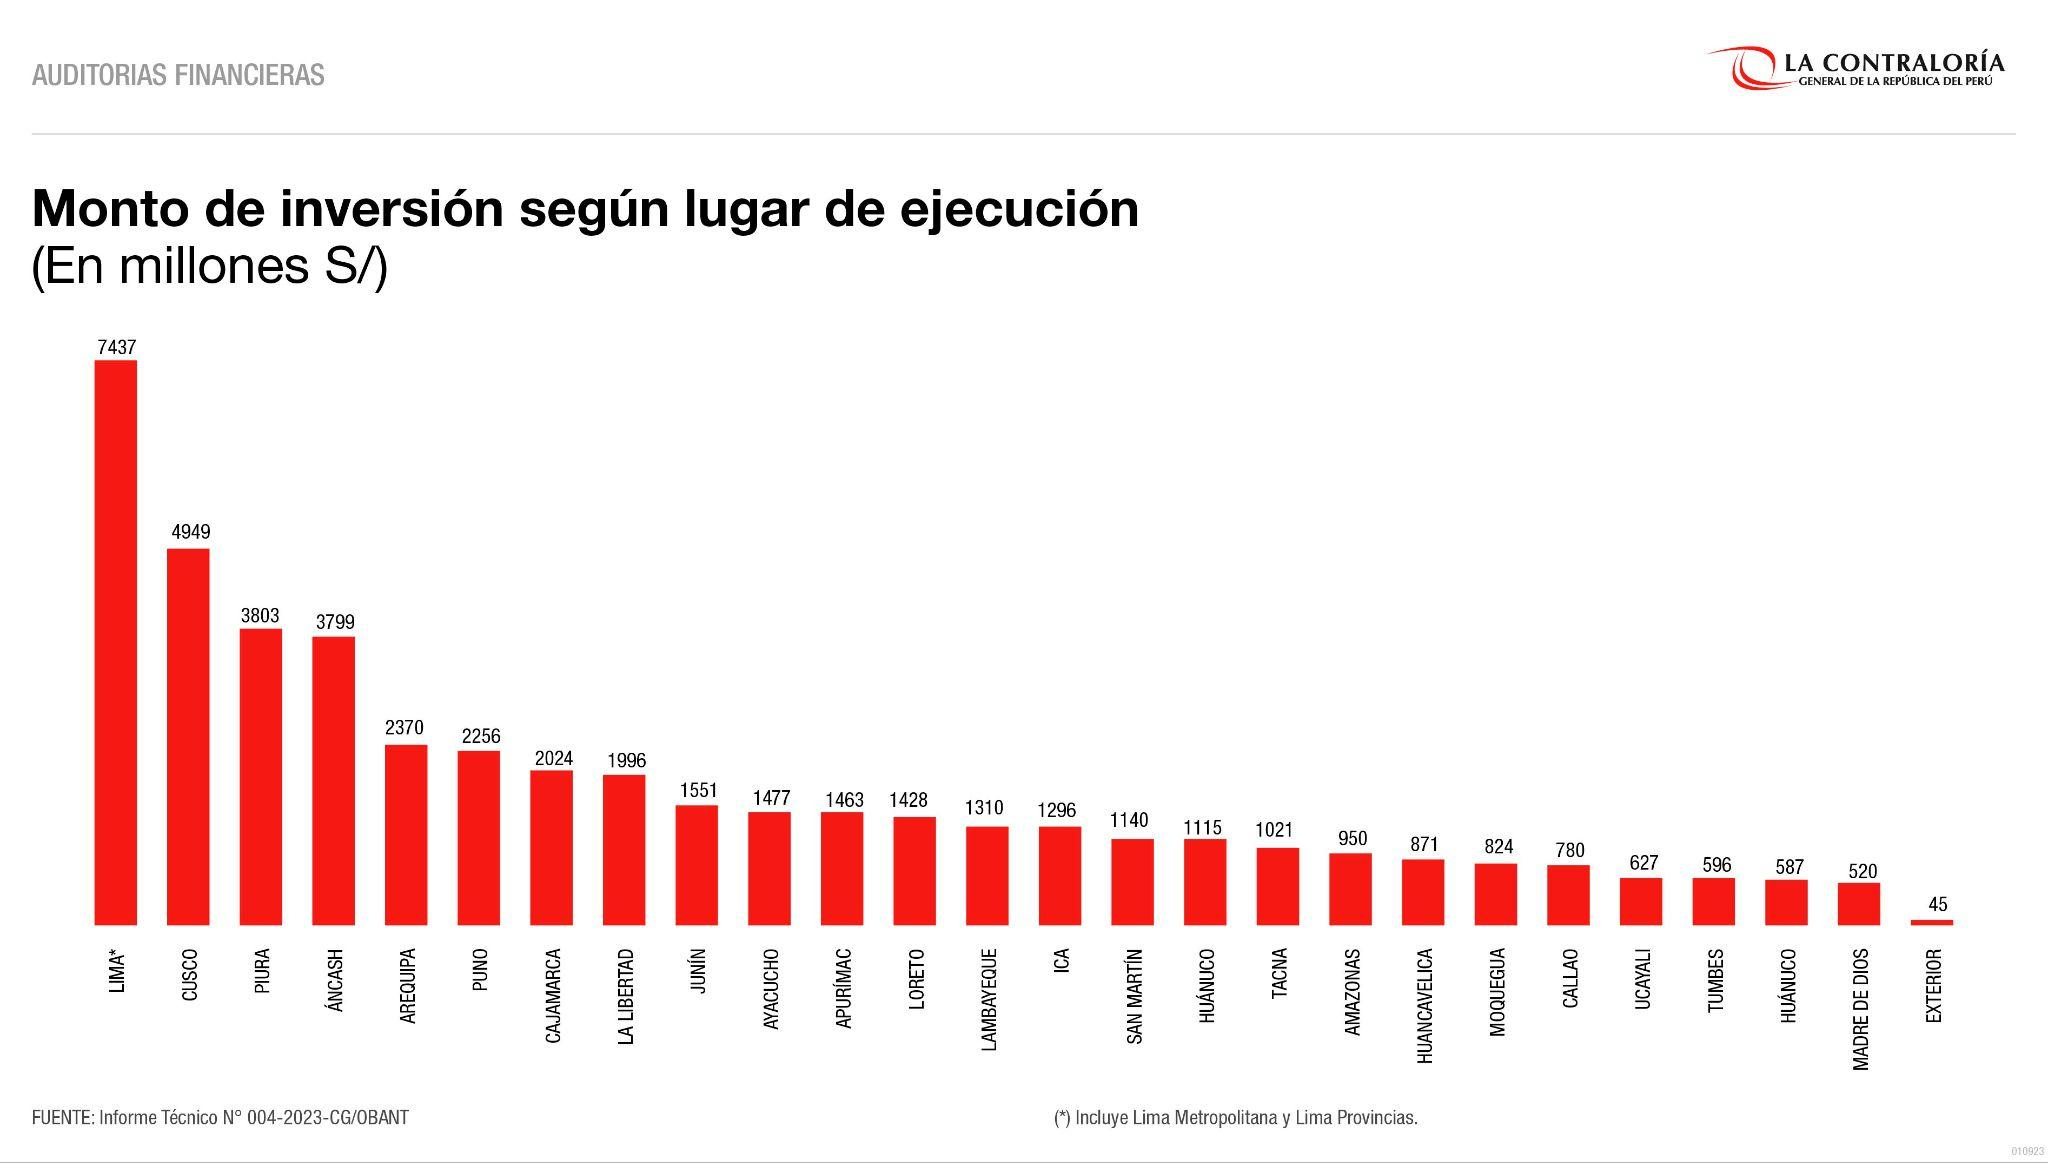 AUDITORIAS FINANCIERAS
LA CONTRALORÍA
GENERAL DE LA REPÚBLICA DEL PERÚ
Monto de inversión según lugar de ejecución
(En millones S/)
7437
4949
3803
3799
2370
2256
2024
1996
1551
1477
1463
1428
1310
1296
1140
1115
1021
950
871
824
780
627
596
587
520
45
LIMA*
CUSCO
PIURA
ÁNCASH
AREQUIPA
PUNO
CAJAMARCA
LA LIBERTAD
JUNÍN
AYACUCHO
APURÍMAC
LORETO
LAMBAYEQUE
ICA
SAN MARTÍN
HUÁNUCO
TACNA
AMAZONAS
HUANCAVELICA
MOQUEGUA
CALLAO
UCAYALI
TUMBES
HUÁNUCO
MADRE DE DIOS
EXTERIOR
FUENTE: Informe Técnico N° 004-2023-CG/OBANT
(*) Incluye Lima Metropolitana y Lima Provincias.
010923